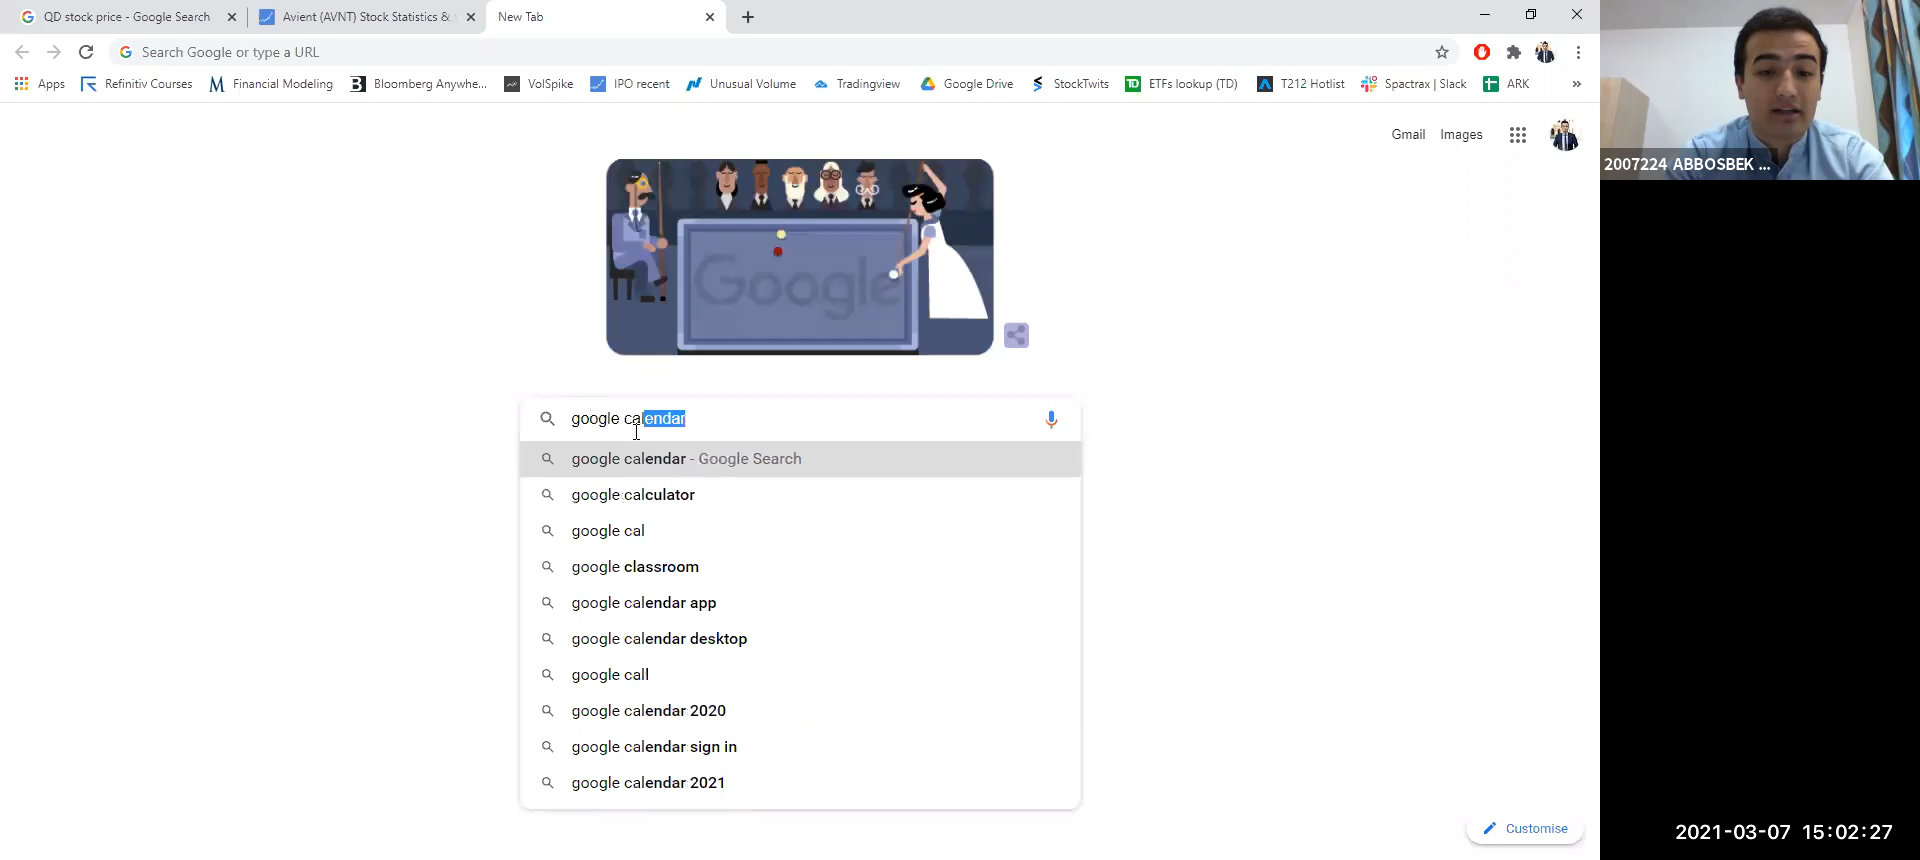 QD stock price - Google Search
Avient (AVNT) Stock Statistics &
New Tab
Search Google or type a URL
Apps
Refinitiv Courses
Financial Modeling
Bloomberg Anywhe...
VolSpike
IPO recent
Unusual Volume
Tradingview
Google Drive
StockTwits
ETFs lookup (TD)
T212 Hotlist
Spactrax | Slack
ARK
»
Gmail
Images
2007224 ABBOSBEK ...
Google
google calendar
google calendar - Google Search
google calculator
google cal
google classroom
google calendar app
google calendar desktop
google call
google calendar 2020
google calendar sign in
google calendar 2021
Customise
2021-03-07 15:02:27